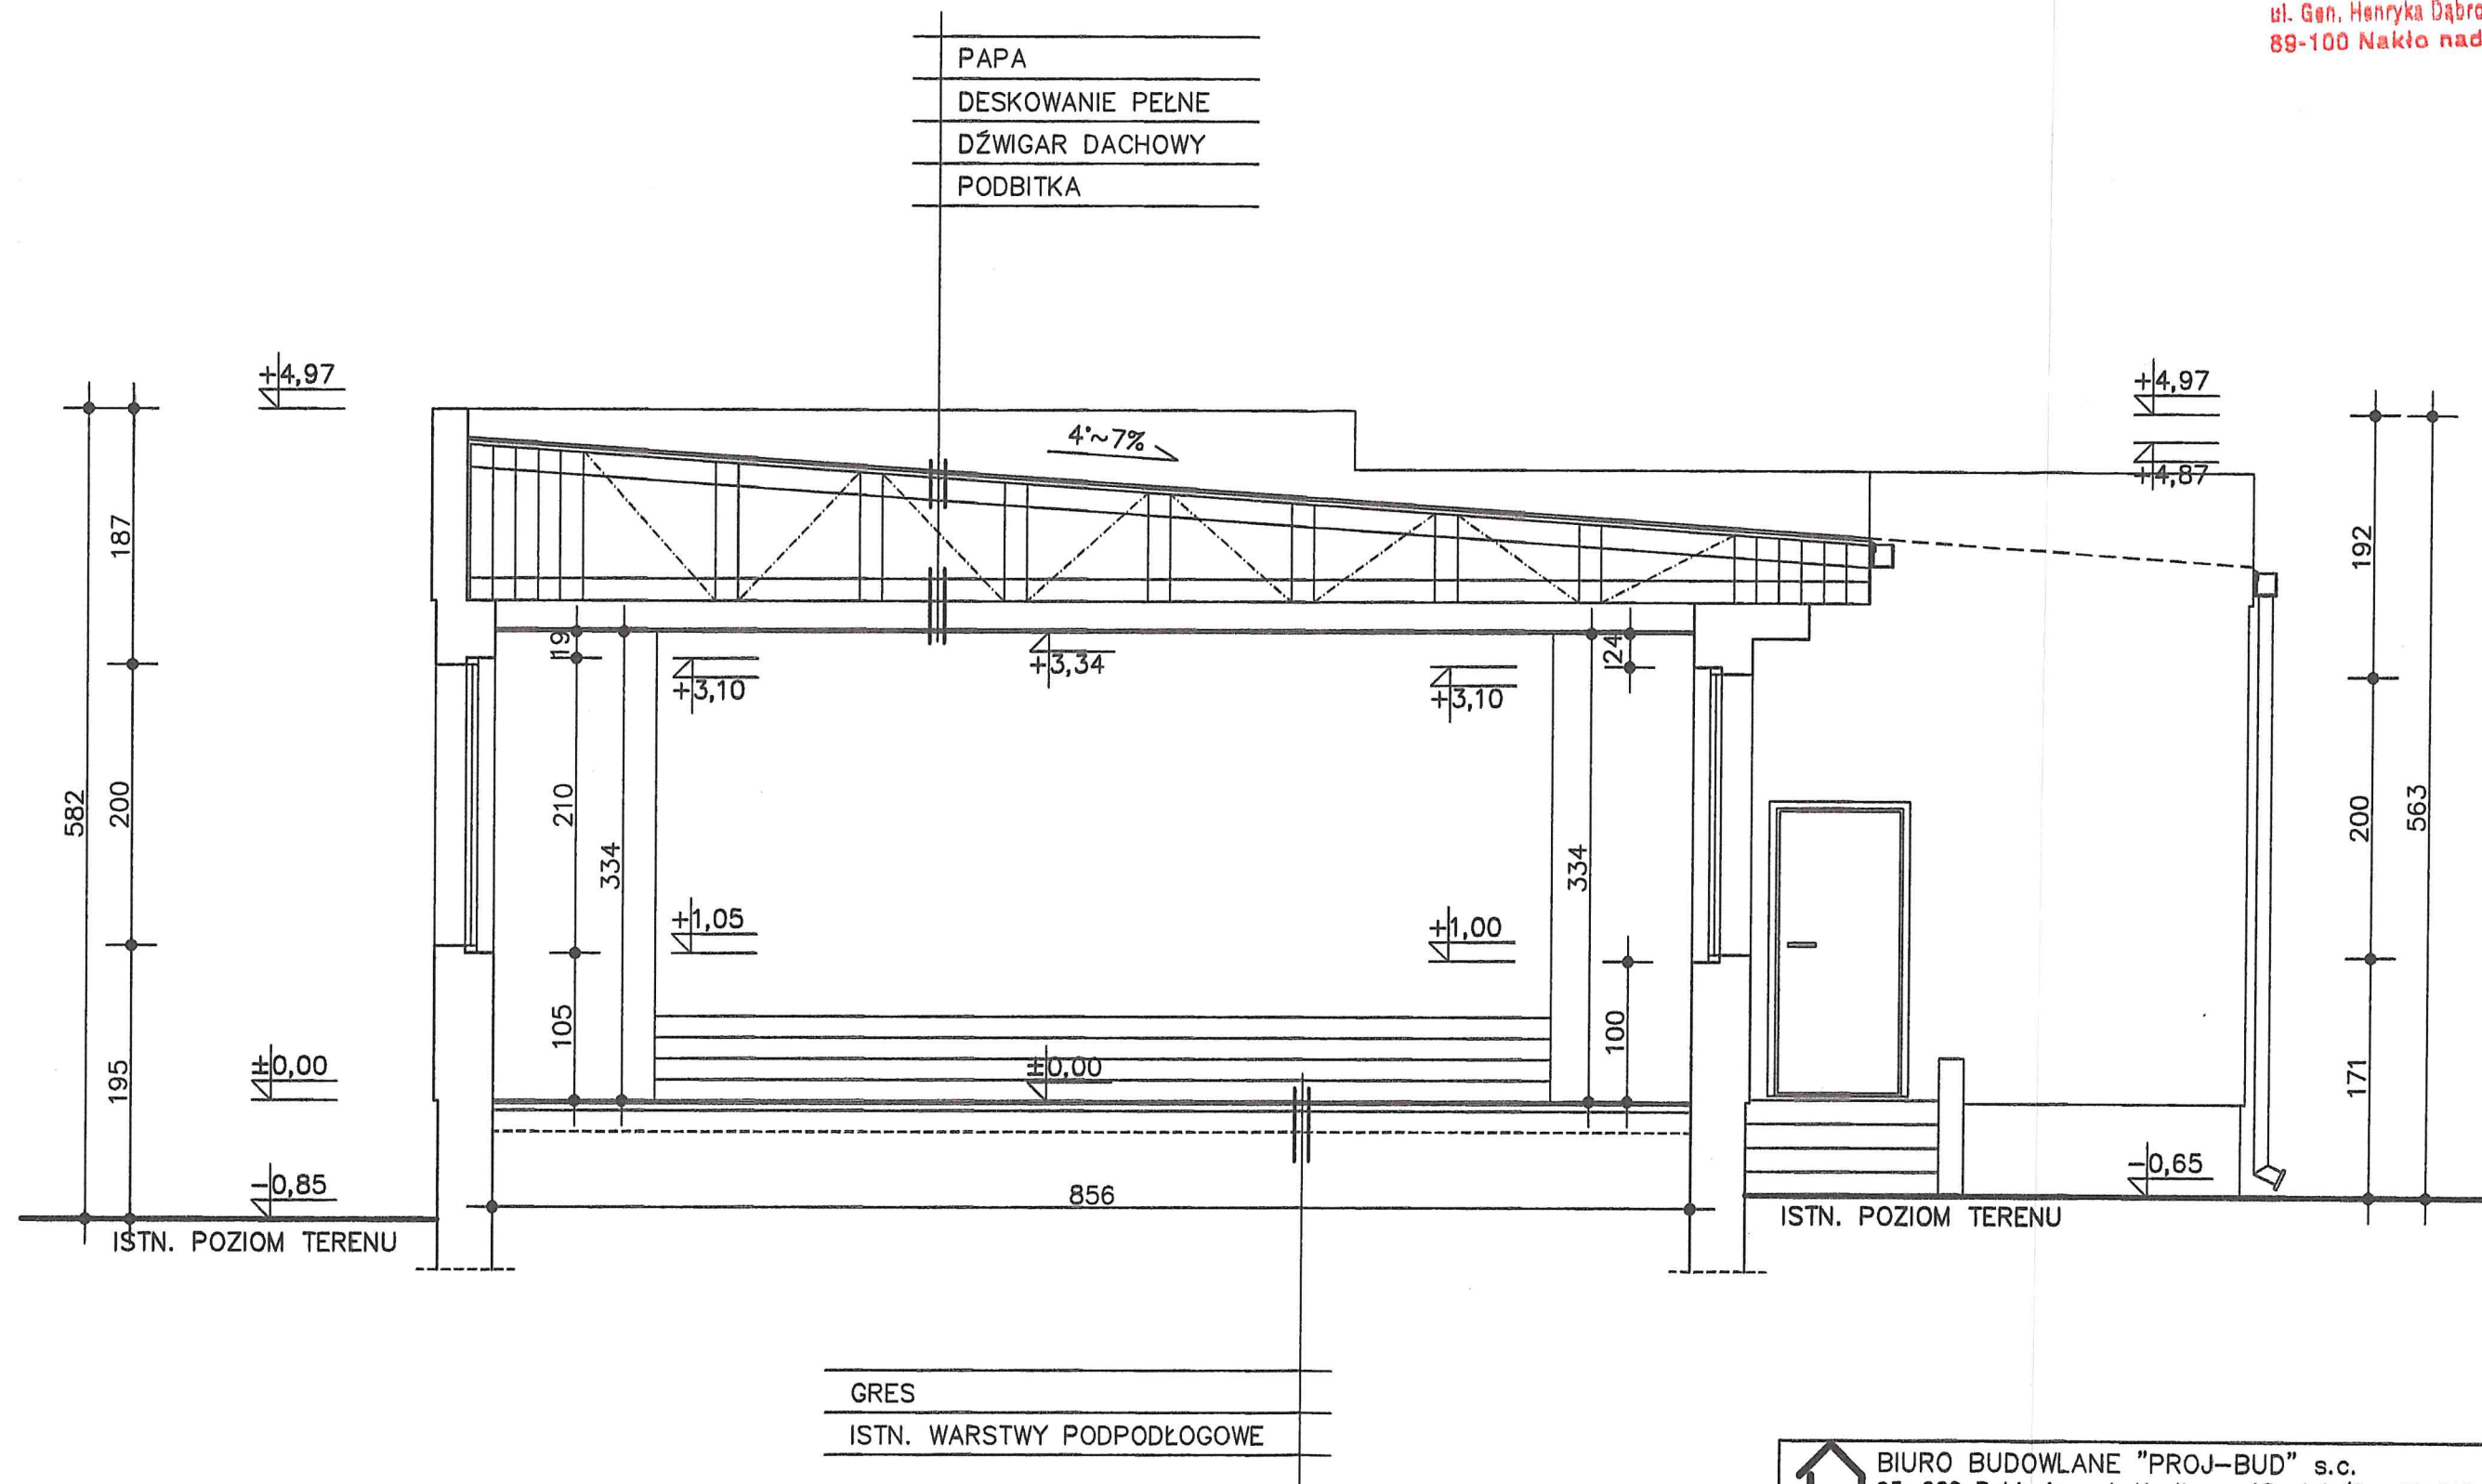 ul. Gen. Henryka
89-100 Nakło nad
PAPA
DESKOWANIE PEŁNE
DŹWIGAR DACHOWY
PODBITKA
+4,97
+4,97
+4,87
4°~7%
187
192
19
24
+3,10
+3,34
+3,10
582
200
210
334
334
200
563
+1,05
+1,00
195
105
100
171
±0,00
±0,00
-0,85
-0,65
856
ISTN. POZIOM TERENU
ISTN. POZIOM TERENU
GRES
ISTN. WARSTWY PODPODŁOGOWE
BIURO BUDOWLANE "PROJ-BUD" s.c.